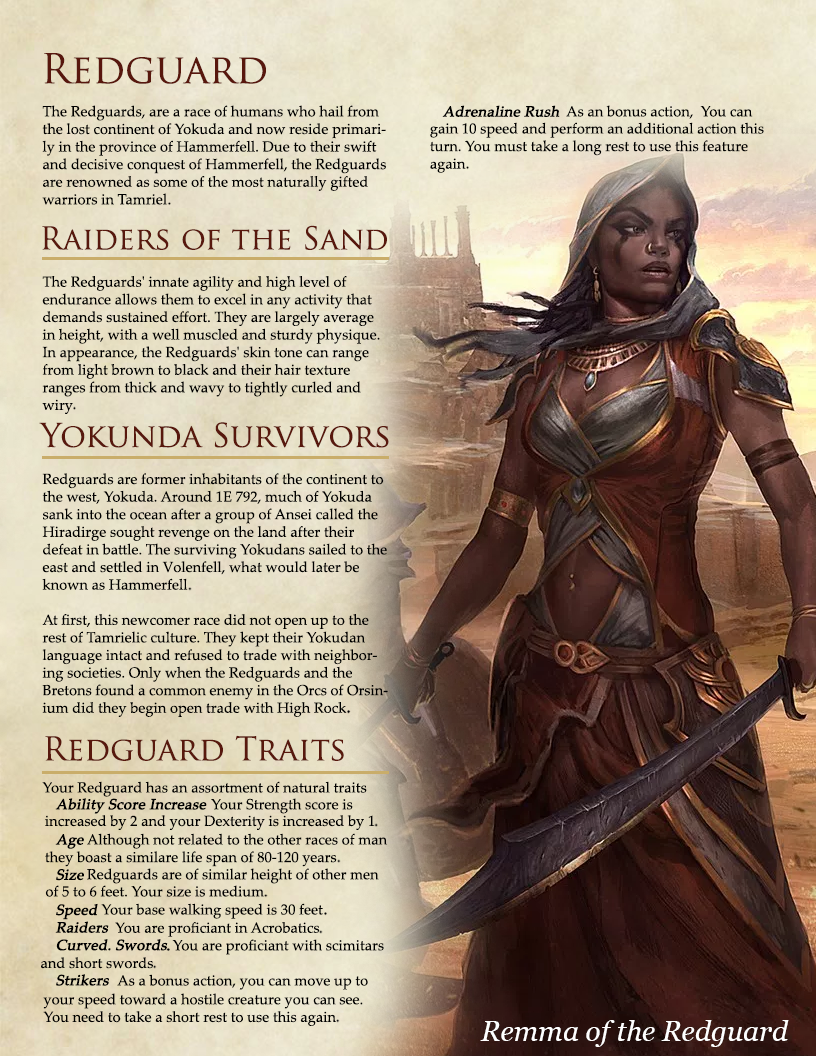 Redguard
The Redguards, are a race of humans who hail from
the lost continent of Yokuda and now reside primari-
ly in the province of Hammerfell. Due to their swift
and decisive conquest of Hammerfell, the Redguards
are renowned as some of the most naturally gifted
warriors in Tamriel.
Raiders of the Sand
The Redguards' innate agility and high level of
endurance allows them to excel in any activity that
demands sustained effort. They are largely average
in height, with a well muscled and sturdy physique.
In appearance, the Redguards' skin tone can range
from light brown to black and their hair texture
ranges from thick and wavy to tightly curled and
wiry.
Yokunda Survivors
Redguards are former inhabitants of the continent to
the west, Yokuda. Around 1E 792, much of Yokuda
sank into the ocean after a group of Ansei called the
Hiradirge sought revenge on the land after their
defeat in battle. The surviving Yokudans sailed to the
east and settled in Volenfell, what would later be
known as Hammerfell.
At first, this newcomer race did not open up to the
rest of Tamrielic culture. They kept their Yokudan
language intact and refused to trade with neighbor-
ing societies. Only when the Redguards and the
Bretons found a common enemy in the Orcs of Orsin-
ium did they begin open trade with High Rock.
Redguard Traits
Your Redguard has an assortment of natural traits
Ability Score Increase Your Strength score is
increased by 2 and your Dexterity is increased by 1.
Age Although not related to the other races of man
they boast a similare life span of 80-120 years.
Size Redguards are of similar height of other men
of 5 to 6 feet. Your size is medium.
Speed Your base walking speed is 30 feet.
Raiders You are proficiant in Acrobatics.
Curved. Swords. You are proficiant with scimitars
and short swords.
Strikers As a bonus action, you can move up to
your speed toward a hostile creature you can see.
You need to take a short rest to use this again.
Adrenaline Rush As an bonus action, You can
gain 10 speed and perform an additional action this
turn. You must take a long rest to use this feature
again.
Remma of the Redguard